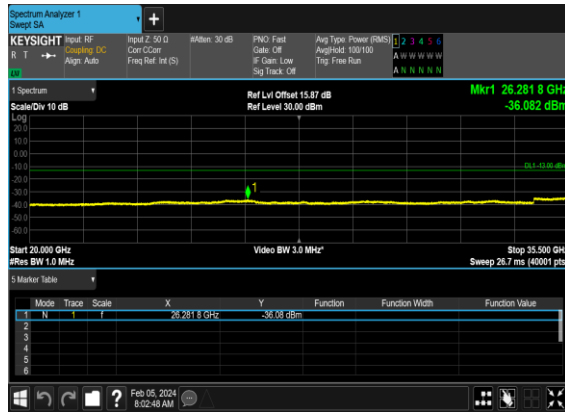 Spectrum Analyzer 1
Swept SA
+
KEYSIGHT Input: RF Input Z: 50 Ω #Atten: 30 dB PNO: Fast Avg Type: Power (RMS) 1 2 3 4 5 6
R T Coupling: DC Corr CCorr Gate: Off Avg|Hold: 100/100 A W W W W W
Align: Auto Freq Ref: Int (S) IF Gain: Low Trig: Free Run
Sig Track: Off A N N N N N
LW
1 Spectrum Ref Lvl Offset 15.87 dB Mkr1 26.281 8 GHz
Scale/Div 10 dB Ref Level 30.00 dBm -36.082 dBm
Log
20.0
10.0
0.00
-10.0 DL1 -13.00 dBm
-20.0
-30.0 1
-40.0
-50.0
-60.0
Start 20.000 GHz Video BW 3.0 MHz* Stop 35.500 GHz
#Res BW 1.0 MHz Sweep 26.7 ms (40001 pts)
5 Marker Table
Mode Trace Scale X Y Function Function Width Function Value
1 N 1 f 26.281 8 GHz -36.08 dBm
2
3
4
5
6
? Feb 05, 2024
8:02:48 AM